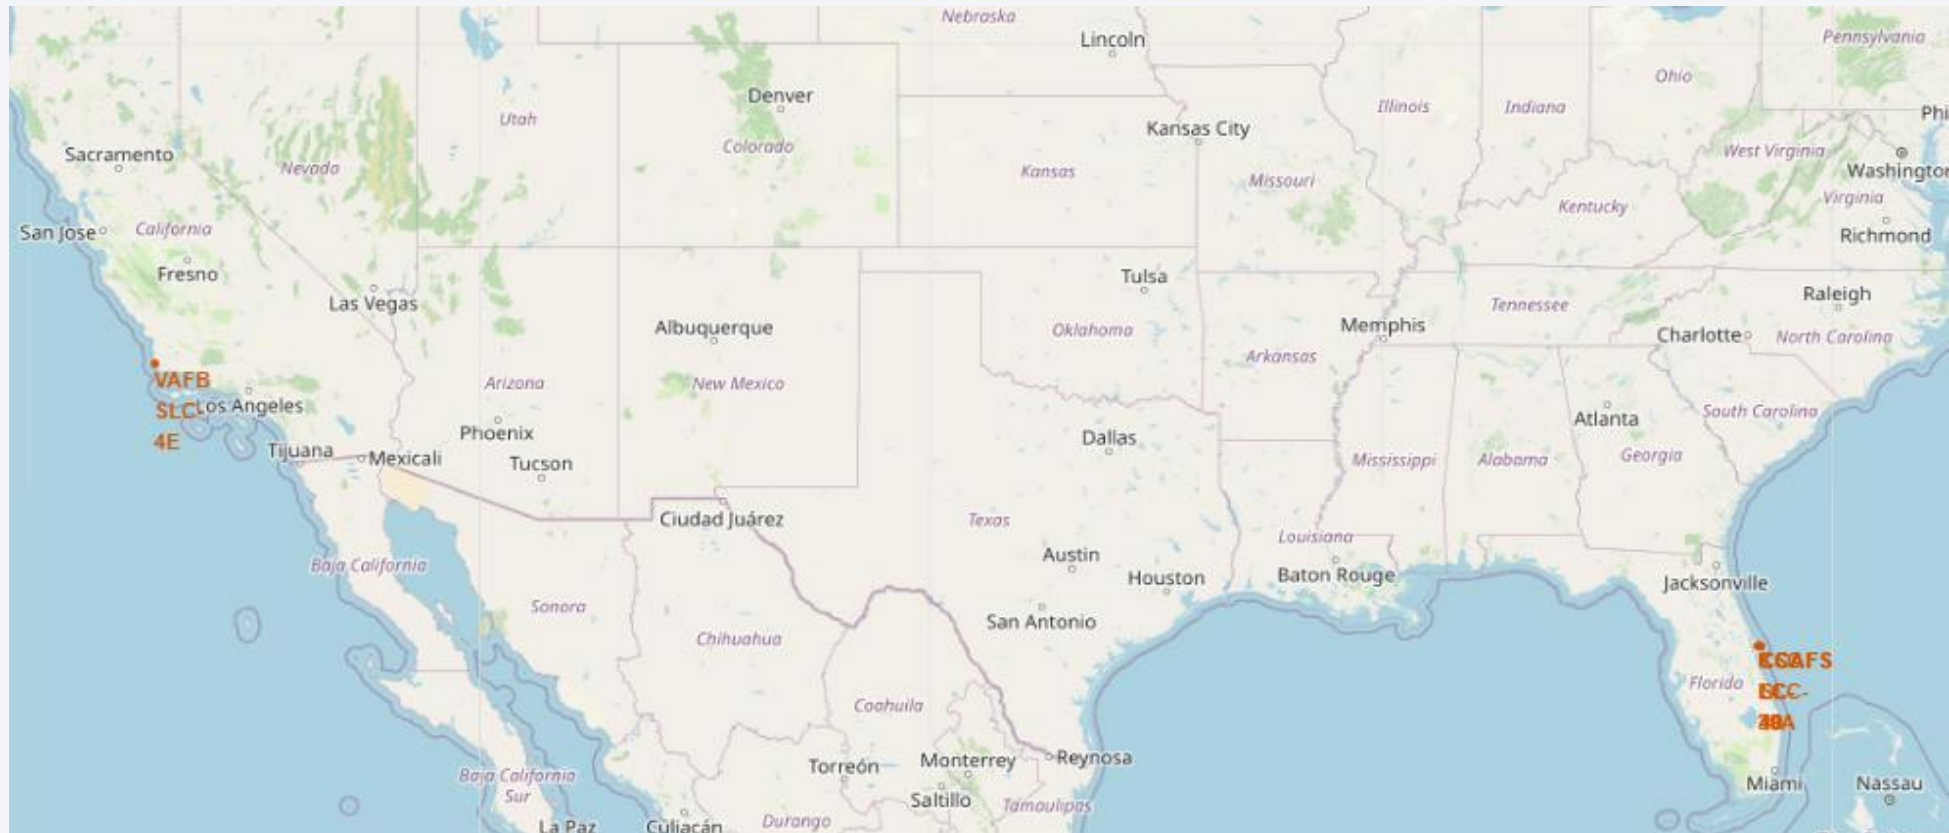 Nebraska
Lincoln
Pennsylvania
Ohio
Denver
Utah
Illinois
Indiana
Phi
Kansas City
Colorado
Sacramento
Nevada
West Virginia
Washington
Kansas
Missouri
Virginia
Kentucky
San Jose
California
Richmond
Fresno
Tulsa
Las Vegas
Raleigh
Tennessee
Albuquerque
Oklahoma
Memphis
Charlotte
North Carolina
Arkansas
VAFB
SLC-
4E
Los Angeles
Arizona
New Mexico
South Carolina
Atlanta
Phoenix
Dallas
Tijuana
Mexicali
Tucson
Mississippi
Alabama
Georgia
Ciudad Juárez
Texas
Louisiana
Austin
Baja California
Houston
Baton Rouge
Jacksonville
Sonora
San Antonio
Chihuahua
Florida
Coahuila
Torreón
Monterrey
Reynosa
Baja California
Sur
Miami
Nassau
Saltillo
Tamaulipas
La Paz
Culiacán
Durango